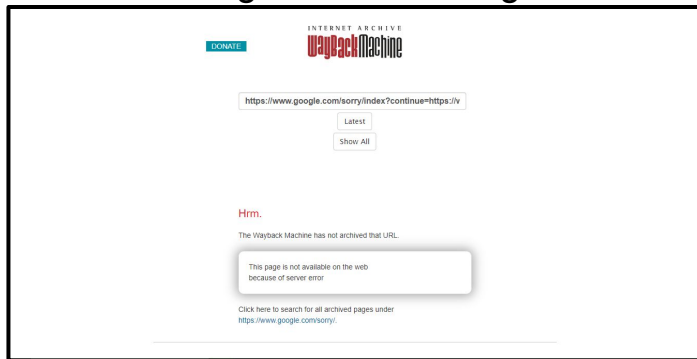 INTERNET ARCHIVE
DONATE
WayBackMachine
https://www.google.com/sorry/index?continue=https://v
Latest
Show All
Hrm.
The Wayback Machine has not archived that URL.
This page is not available on the web
because of server error
Click here to search for all archived pages under
https://www.google.com/sorry/.